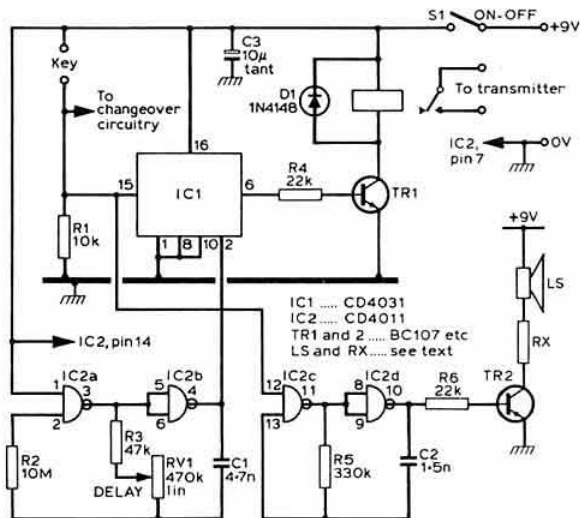 S1
ON-OFF
+9V
Key
C3
10μ
tant
D1
1N4148
To transmitter
To
changeover
circuitry
IC2,
pin 7
0V
16
15
IC1
6
R4
22k
TR1
R1
10k
1
8
10
2
+9V
LS
IC1 ..... CD4031
IC2 ..... CD4011
TR1 and 2 ..... BC107 etc
LS and RX ..... see text
RX
IC2, pin 14
IC2a
IC2b
IC2c
IC2d
TR2
1
2
3
5
6
4
12
13
11
8
9
10
R6
22k
R3
47k
R2
10M
RV1
470k
lin
DELAY
C1
4·7n
R5
330k
C2
1·5n